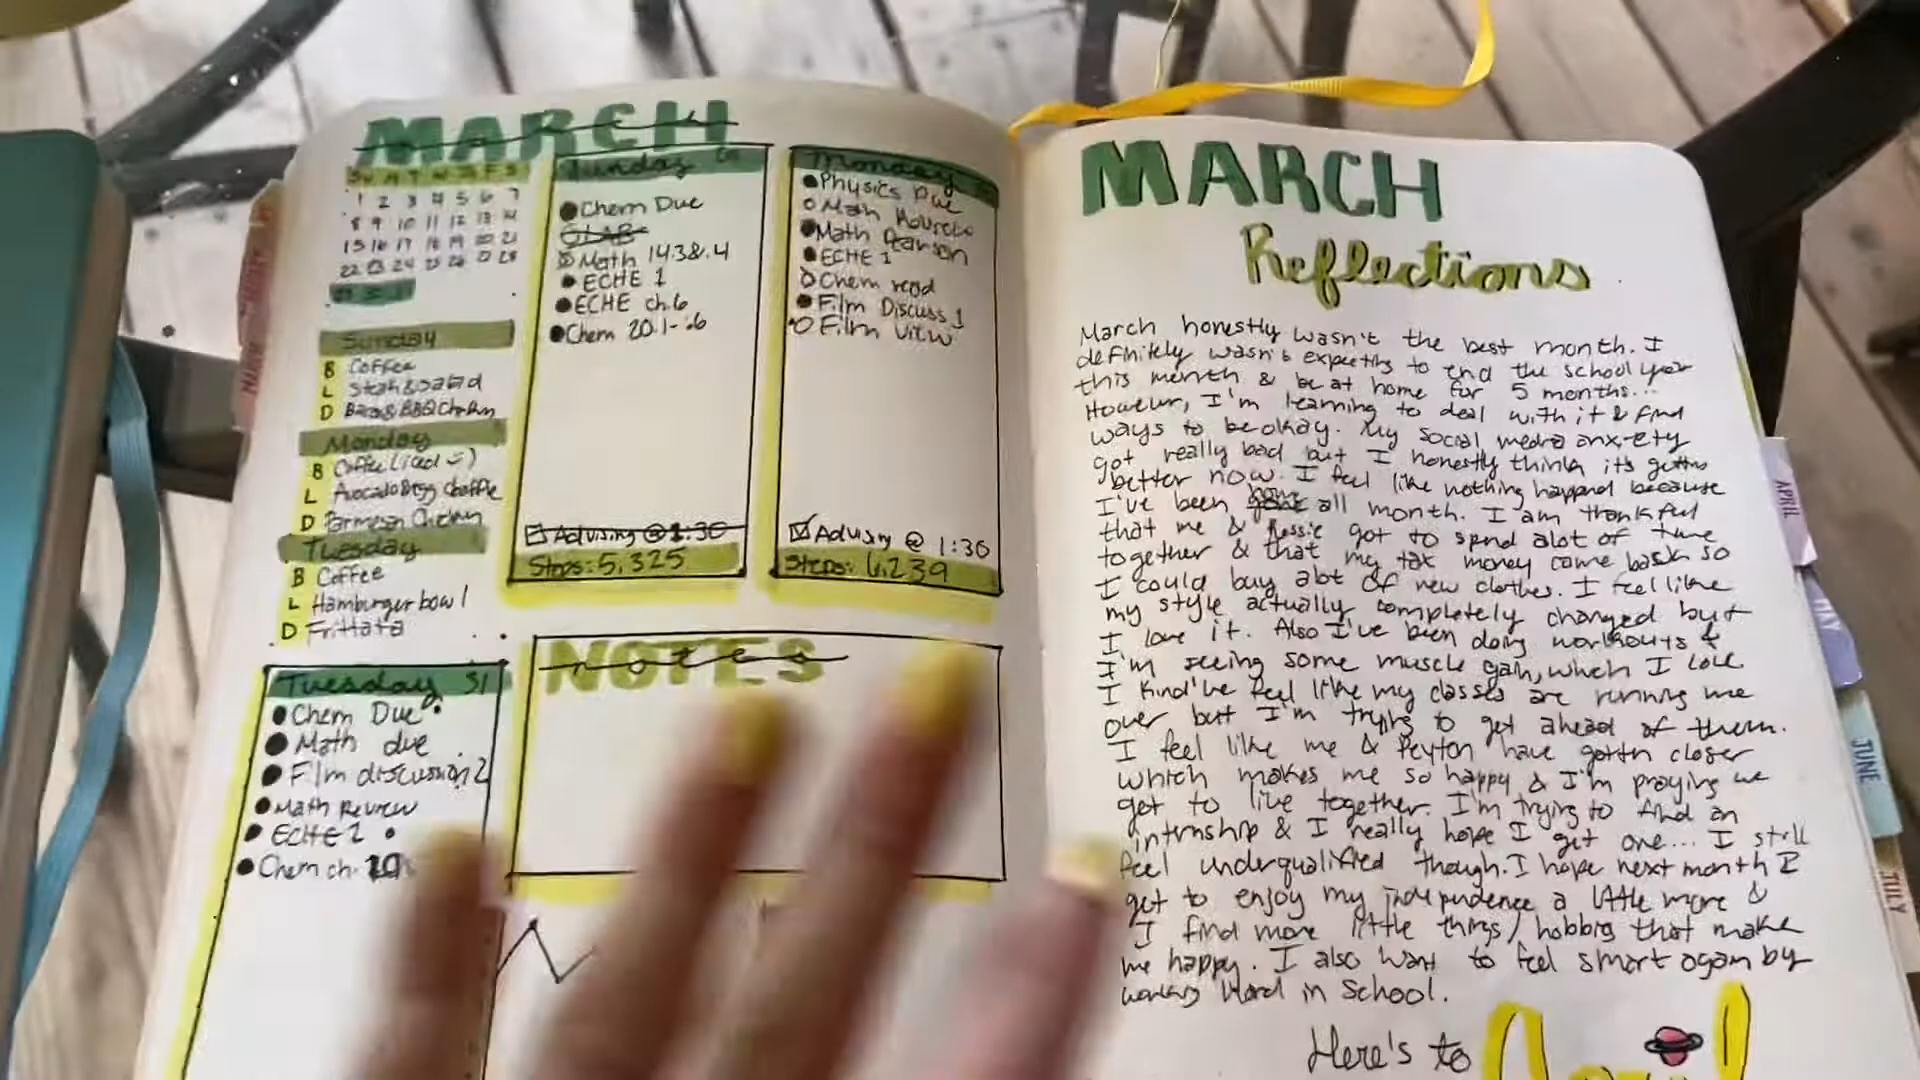 MARCH
S M T W T F S
1 2 3 4 5 6 7
8 9 10 11 12 13 14
15 16 17 18 19 20 21
22 23 24 25 26 27 28
Sunday
B Coffee
L Steak & salad
D
Monday
B Coffee (iced :)
L Avocado & Egg Chaffle
D Parmesan Chicken
Tuesday
B Coffee
L Hamburger bowl
D Frittata
Sunday
Chem Due
Math 14.3&.4
ECHE 1
ECHE ch.6
Chem 20.1-.6
Advising @ 1:30
Steps: 5,325
Monday
Physics Due
Math
Math Pearson
ECHE 1
Chem read
Film Discuss 1
Film View
Advising @ 1:30
Steps: 6,239
Tuesday 31
Chem Due
Math due
Film discussion 2
Math Review
ECHE 2
Chem ch. 20
NOTES
notes
MARCH
Reflections
March honestly wasn't the best month. I
definitely wasn't expecting to end the school year
this month & be at home for 5 months...
However, I'm learning to deal with it & find
ways to be okay. My social media anxiety
got really bad but I honestly think its getting
better now. I feel like nothing happend because
I've been home all month. I am thankful
that me & got to spend alot of time
together & that my tax money came back so
I could buy alot of new clothes. I feel like
my style actually completely changed but
I love it. Also I've been doing workouts &
I'm seeing some muscle gain, which I love.
I kind've feel like my classes are running me
over but I'm trying to get ahead of them.
I feel like me & Peyton have gottn closer
which makes me so happy & I'm praying we
get to live together. I'm trying to find an
internship & I really hope I get one... I still
feel underqualified though. I hope next month I
get to enjoy my independence a little more &
I find more little things/hobbies that make
me happy. I also want to feel smart again by
working hard in school.
Here's to
April
APRIL
MAY
JUNE
JULY